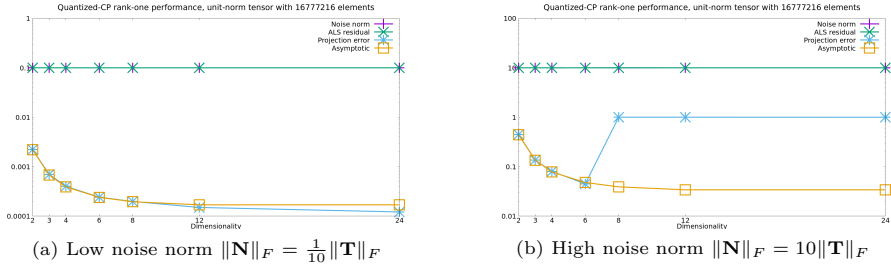 Quantized-CP rank-one performance, unit-norm tensor with 16777216 elements
1
0.1
0.01
0.001
0.0001
Noise norm
ALS residual
Projection error
Asymptotic
2 3 4 6 8 12 24
Dimensionality
(a) Low noise norm ‖N‖_F = 1/10 ‖T‖_F
Quantized-CP rank-one performance, unit-norm tensor with 16777216 elements
100
10
1
0.1
0.01
Noise norm
ALS residual
Projection error
Asymptotic
2 3 4 6 8 12 24
Dimensionality
(b) High noise norm ‖N‖_F = 10‖T‖_F